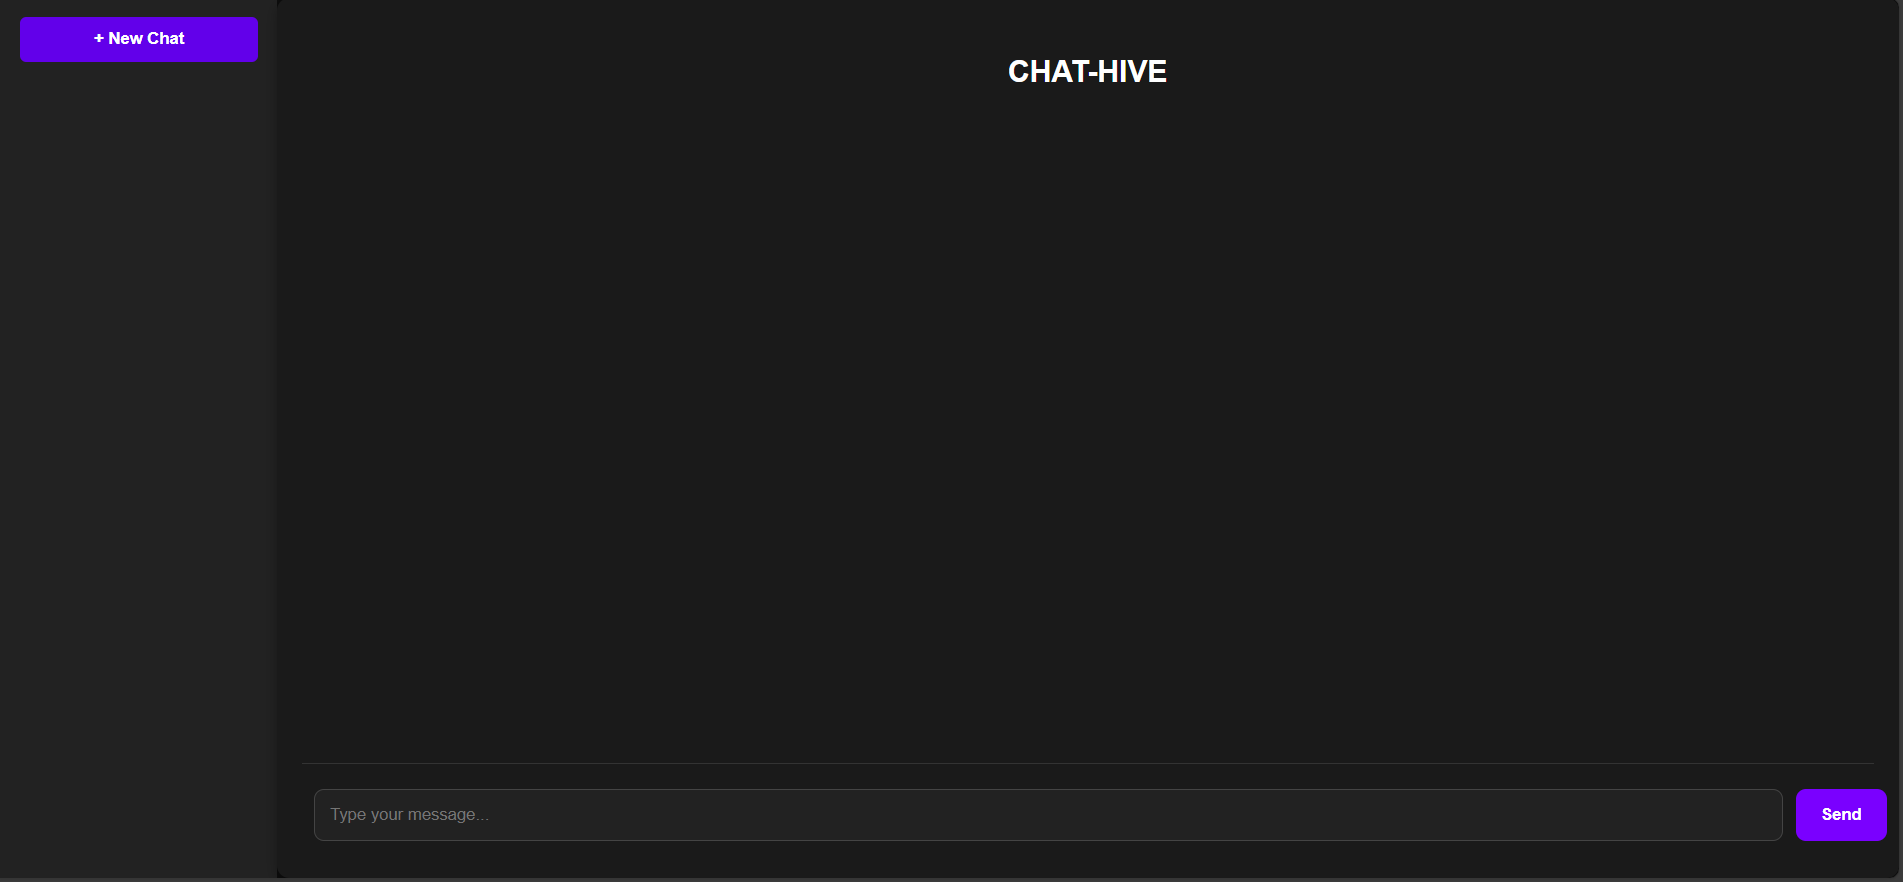 + New Chat
CHAT-HIVE
Type your message...
Send